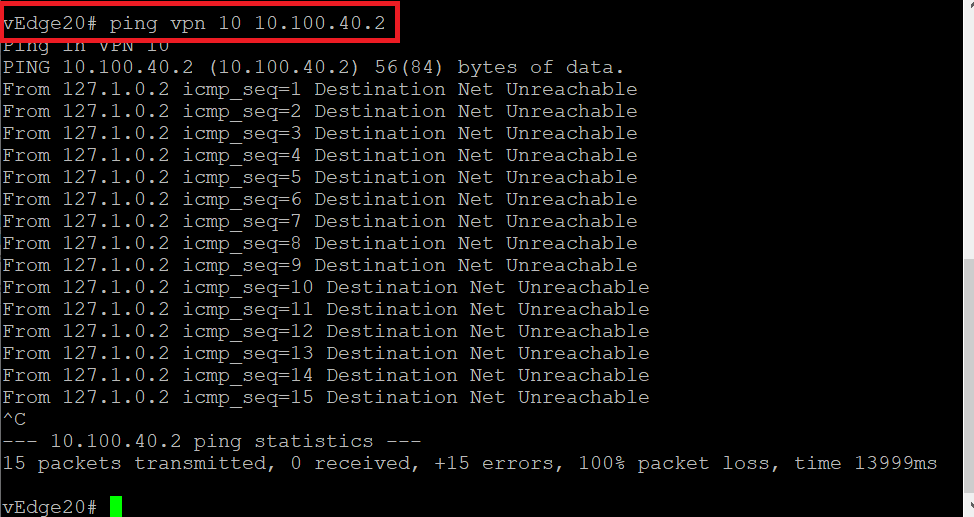 vEdge20# ping vpn 10 10.100.40.2
Ping in VPN 10
PING 10.100.40.2 (10.100.40.2) 56(84) bytes of data.
From 127.1.0.2 icmp_seq=1 Destination Net Unreachable
From 127.1.0.2 icmp_seq=2 Destination Net Unreachable
From 127.1.0.2 icmp_seq=3 Destination Net Unreachable
From 127.1.0.2 icmp_seq=4 Destination Net Unreachable
From 127.1.0.2 icmp_seq=5 Destination Net Unreachable
From 127.1.0.2 icmp_seq=6 Destination Net Unreachable
From 127.1.0.2 icmp_seq=7 Destination Net Unreachable
From 127.1.0.2 icmp_seq=8 Destination Net Unreachable
From 127.1.0.2 icmp_seq=9 Destination Net Unreachable
From 127.1.0.2 icmp_seq=10 Destination Net Unreachable
From 127.1.0.2 icmp_seq=11 Destination Net Unreachable
From 127.1.0.2 icmp_seq=12 Destination Net Unreachable
From 127.1.0.2 icmp_seq=13 Destination Net Unreachable
From 127.1.0.2 icmp_seq=14 Destination Net Unreachable
From 127.1.0.2 icmp_seq=15 Destination Net Unreachable
^C
--- 10.100.40.2 ping statistics ---
15 packets transmitted, 0 received, +15 errors, 100% packet loss, time 13999ms
vEdge20#